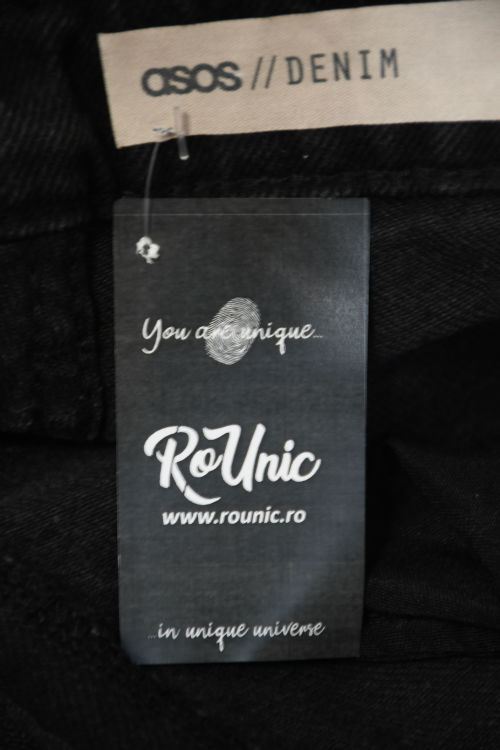 asos // DENIM
You are unique...
RoUnic
www.rounic.ro
...in unique universe